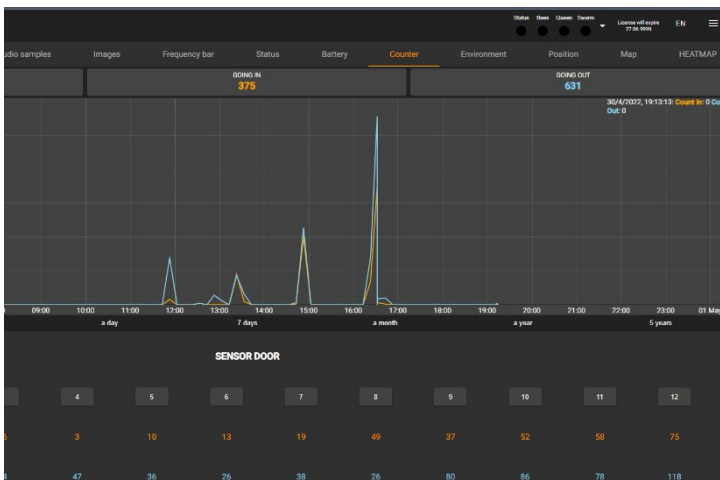 Status Bees Queen Swarm
License will expire
27.06.9999
EN
udio samples Images Frequency bar Status Battery Counter Environment Position Map HEATMAP
GOING IN GOING OUT
375 631
30/4/2022, 19:13:13: Count In: 0 Co
Out: 0
09:00 10:00 11:00 12:00 13:00 14:00 15:00 16:00 17:00 18:00 19:00 20:00 21:00 22:00 23:00 01 May
a day 7 days a month a year 5 years
SENSOR DOOR
4 5 6 7 8 9 10 11 12
3 10 13 19 49 37 52 58 75
4 47 36 26 38 26 80 86 78 118